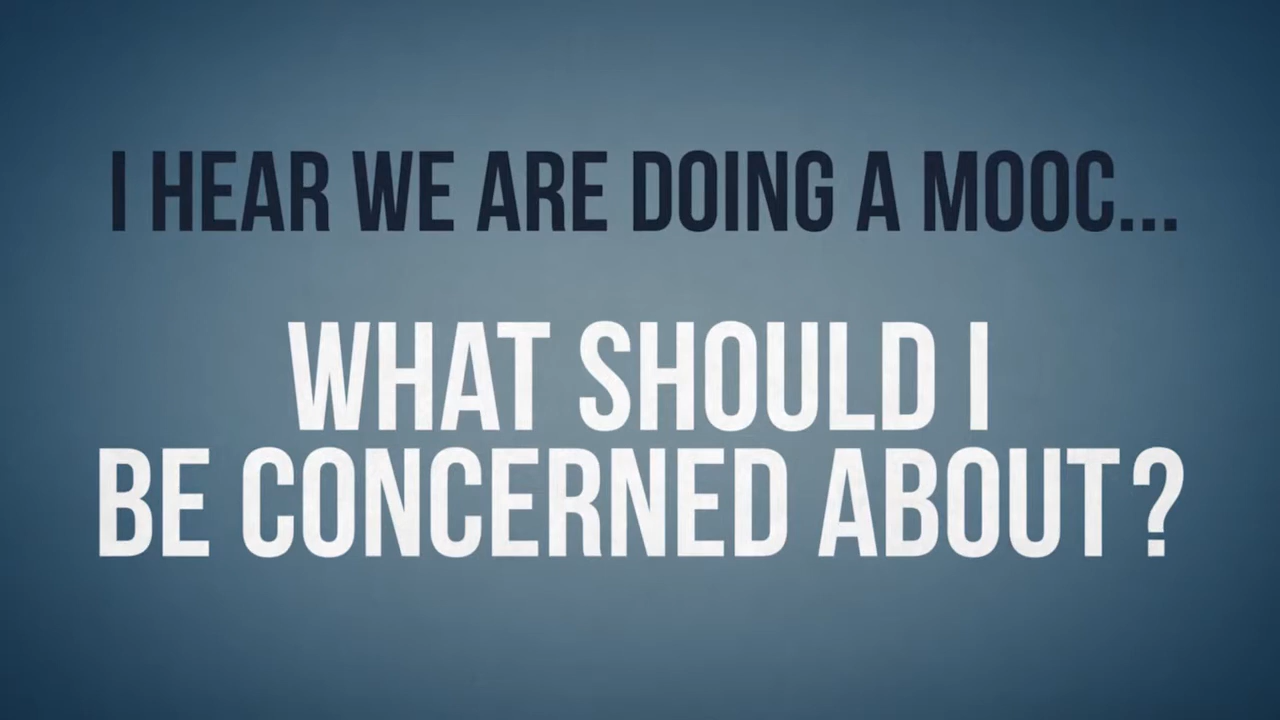 I HEAR WE ARE DOING A MOOC...
WHAT SHOULD I
BE CONCERNED ABOUT?